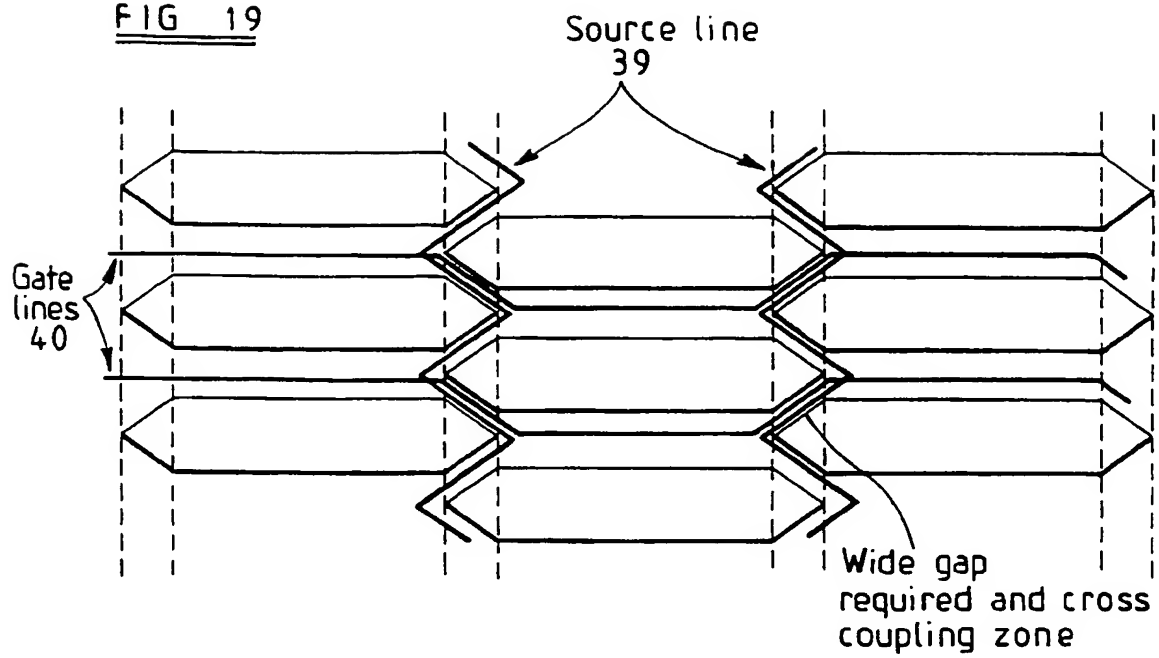 FIG 19
Source line
39
Gate
lines
40
Wide gap
required and cross
coupling zone